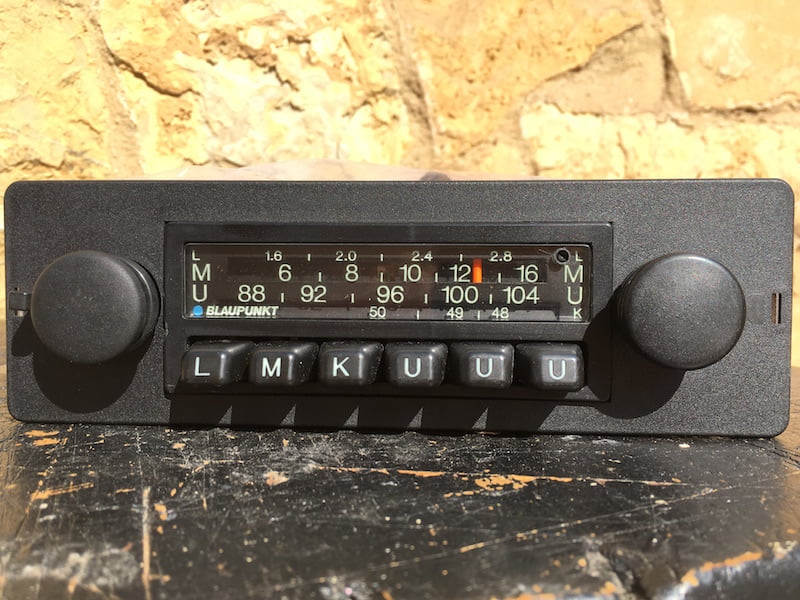 L 1.6 2.0 2.4 2.8 L
M 6 8 10 12 16 M
U 88 92 96 100 104 U
BLAUPUNKT 50 49 48 K
L M K U U U